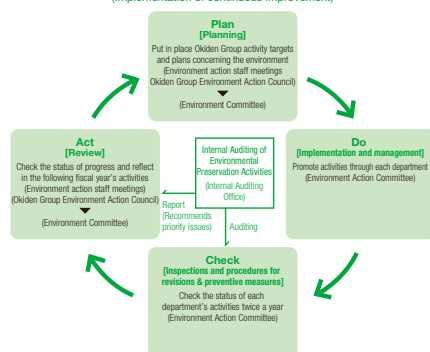 (Implementation of continuous improvement)
Plan
[Planning]
Put in place Okiden Group activity targets
and plans concerning the environment
(Environment action staff meetings
Okiden Group Environment Action Council)
(Environment Committee)
Act
[Review]
Check the status of progress and reflect
in the following fiscal year's activities
(Environment action staff meetings)
(Okiden Group Environment Action Council)
(Environment Committee)
Internal Auditing of
Environmental
Preservation Activities
(Internal Auditing
Office)
Do
[Implementation and management]
Promote activities through each department
(Environment Action Committee)
Report
(Recommends
priority issues)
Auditing
Check
[Inspections and procedures for
revisions & preventive measures]
Check the status of each
department's activities twice a year
(Environment Action Committee)